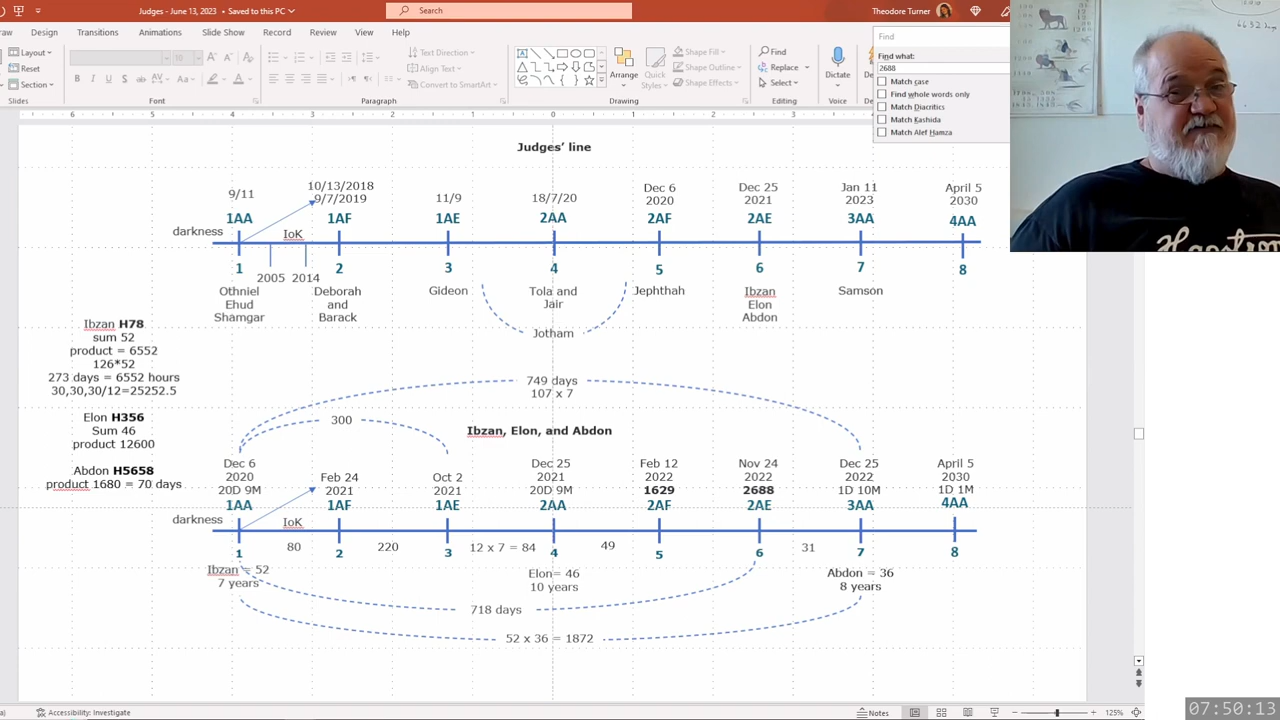 Judges - June 13, 2023 • Saved to this PC
Search
Theodore Turner
Design
Transitions
Animations
Slide Show
Record
Review
View
Help
Layout
Reset
Section
Slides
Font
Text Direction
Align Text
Convert to SmartArt
Paragraph
Arrange
Quick
Styles
Shape Fill
Shape Outline
Shape Effects
Drawing
Find
Replace
Select
Editing
Dictate
Voice
Find
Find what:
2688
Match case
Find whole words only
Match Diacritics
Match Kashida
Match Alef Hamza
6 5 4 3 2 1 0 1 2 3
Judges’ line
9/11
10/13/2018
9/7/2019
11/9
18/7/20
Dec 6
2020
Dec 25
2021
Jan 11
2023
April 5
2030
1AA 1AF 1AE 2AA 2AF 2AE 3AA 4AA
darkness
IoK
1 2 3 4 5 6 7 8
2005 2014
Othniel
Ehud
Shamgar
Deborah
and
Barack
Gideon
Tola and
Jair
Jephthah
Ibzan
Elon
Abdon
Samson
Jotham
Ibzan H78
sum 52
product = 6552
126*52
273 days = 6552 hours
30,30,30/12=25252.5
Elon H356
Sum 46
product 12600
Abdon H5658
product 1680 = 70 days
749 days
107 x 7
300
Ibzan, Elon, and Abdon
Dec 6
2020
20D 9M
1AA
Feb 24
2021
1AF
Oct 2
2021
1AE
Dec 25
2021
20D 9M
2AA
Feb 12
2022
1629
2AF
Nov 24
2022
2688
2AE
Dec 25
2022
1D 10M
3AA
April 5
2030
1D 1M
4AA
darkness
IoK
80 220 12 x 7 = 84 49 31
1 2 3 4 5 6 7 8
Ibzan = 52
7 years
Elon= 46
10 years
Abdon = 36
8 years
718 days
52 x 36 = 1872
Accessibility: Investigate
Notes
125%
07:50:13